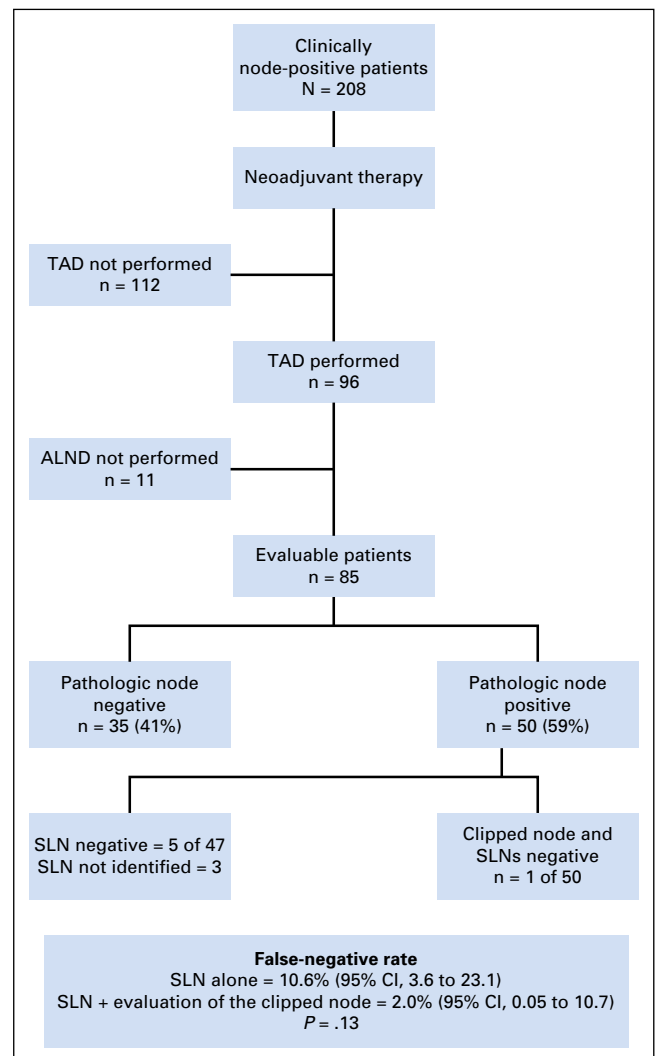 Clinically
node-positive patients
N = 208
Neoadjuvant therapy
TAD not performed
n = 112
TAD performed
n = 96
ALND not performed
n = 11
Evaluable patients
n = 85
Pathologic node
negative
n = 35 (41%)
Pathologic node
positive
n = 50 (59%)
SLN negative = 5 of 47
SLN not identified = 3
Clipped node and
SLNs negative
n = 1 of 50
False-negative rate
SLN alone = 10.6% (95% CI, 3.6 to 23.1)
SLN + evaluation of the clipped node = 2.0% (95% CI, 0.05 to 10.7)
P = .13